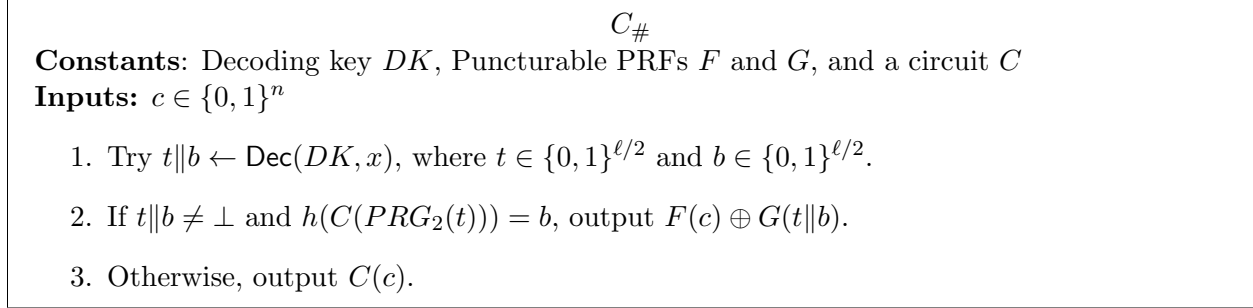 C_#
Constants: Decoding key DK, Puncturable PRFs F and G, and a circuit C
Inputs: c ∈ {0, 1}^n
1. Try t‖b ← Dec(DK, x), where t ∈ {0, 1}^{ℓ/2} and b ∈ {0, 1}^{ℓ/2}.
2. If t‖b ≠ ⊥ and h(C(PRG_2(t))) = b, output F(c) ⊕ G(t‖b).
3. Otherwise, output C(c).